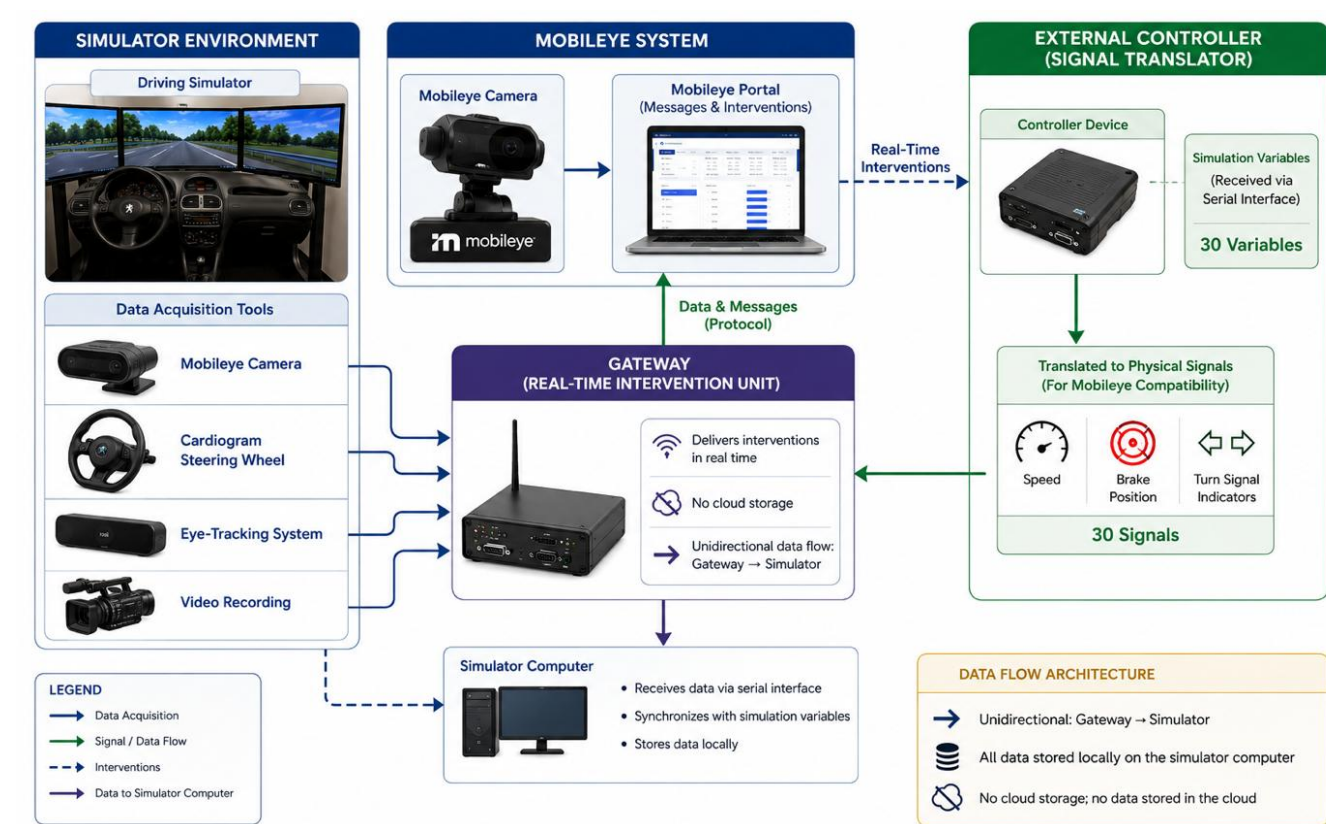 SIMULATOR ENVIRONMENT
Driving Simulator
Data Acquisition Tools
Mobileye Camera
Cardiogram
Steering Wheel
Eye-Tracking System
Video Recording
MOBILEYE SYSTEM
Mobileye Camera
mobileye
Mobileye Portal
(Messages & Interventions)
Real-Time
Interventions
Data & Messages
(Protocol)
EXTERNAL CONTROLLER
(SIGNAL TRANSLATOR)
Controller Device
Simulation Variables
(Received via
Serial Interface)
30 Variables
Translated to Physical Signals
(For Mobileye Compatibility)
Speed
Brake
Position
Turn Signal
Indicators
30 Signals
GATEWAY
(REAL-TIME INTERVENTION UNIT)
Delivers interventions
in real time
No cloud storage
Unidirectional data flow:
Gateway → Simulator
Simulator Computer
• Receives data via serial interface
• Synchronizes with simulation variables
• Stores data locally
LEGEND
Data Acquisition
Signal / Data Flow
Interventions
Data to Simulator Computer
DATA FLOW ARCHITECTURE
Unidirectional: Gateway → Simulator
All data stored locally on the simulator computer
No cloud storage; no data stored in the cloud